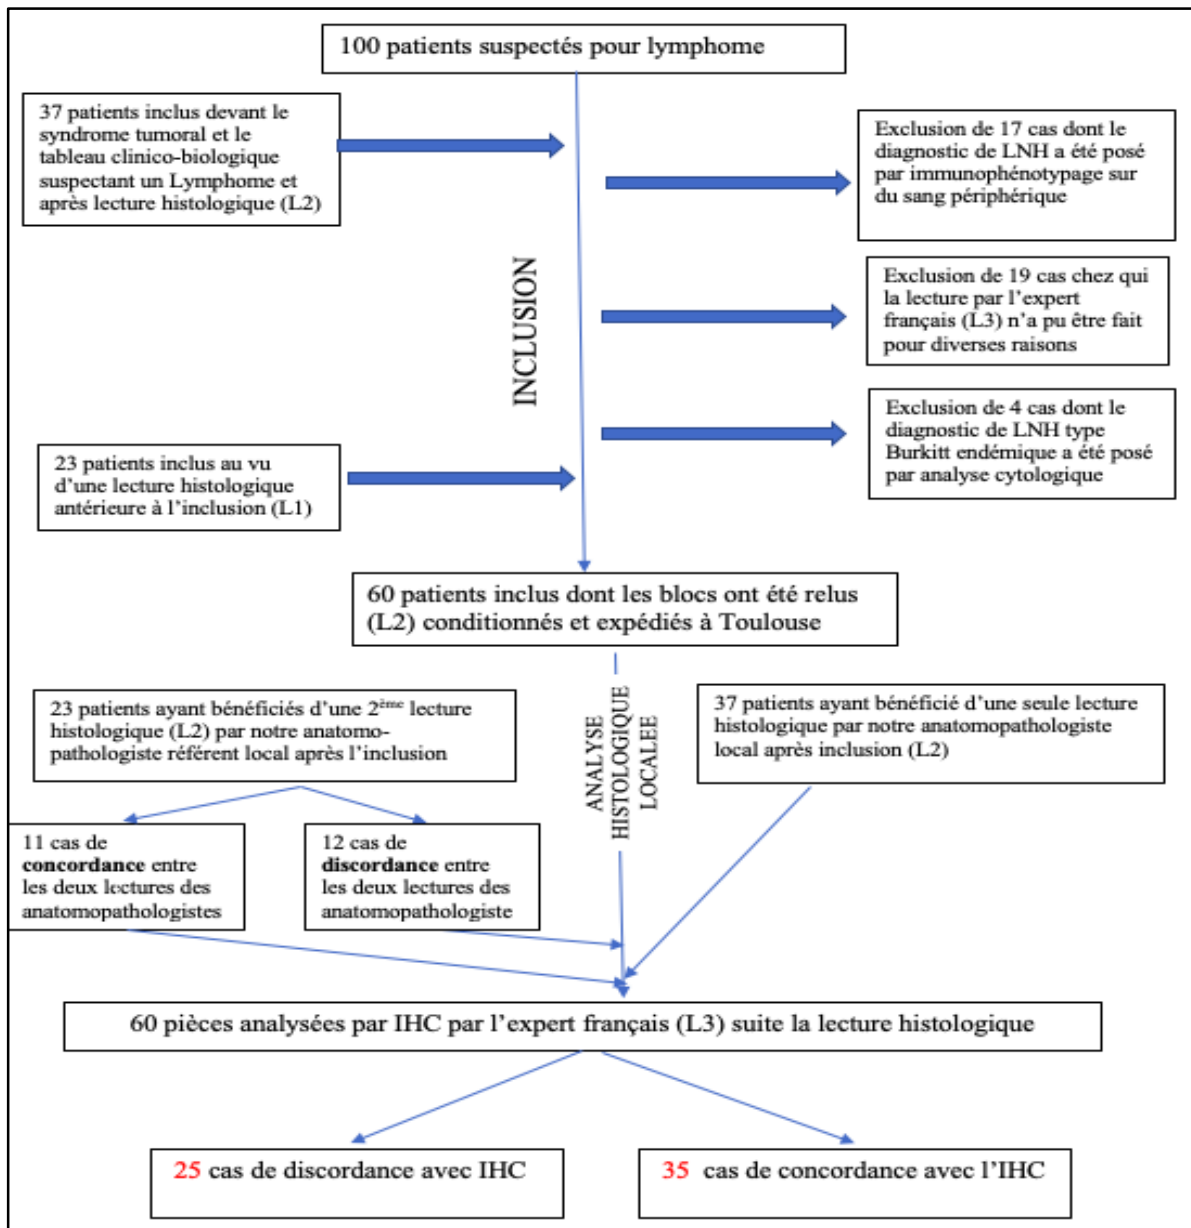 100 patients suspectés pour lymphome
37 patients inclus devant le
syndrome tumoral et le
tableau clinico-biologique
suspectant un Lymphome et
après lecture histologique (L2)
Exclusion de 17 cas dont le
diagnostic de LNH a été posé
par immunophénotypage sur
du sang périphérique
INCLUSION
Exclusion de 19 cas chez qui
la lecture par l'expert
français (L3) n'a pu être fait
pour diverses raisons
Exclusion de 4 cas dont le
diagnostic de LNH type
Burkitt endémique a été posé
par analyse cytologique
23 patients inclus au vu
d'une lecture histologique
antérieure à l'inclusion (L1)
60 patients inclus dont les blocs ont été relus
(L2) conditionnés et expédiés à Toulouse
23 patients ayant bénéficiés d'une 2ème lecture
histologique (L2) par notre anatomo-
pathologiste référent local après l'inclusion
ANALYSE
HISTOLOGIQUE
LOCALEE
37 patients ayant bénéficié d'une seule lecture
histologique par notre anatomopathologiste
local après inclusion (L2)
11 cas de
concordance entre
les deux lectures des
anatomopathologistes
12 cas de
discordance entre
les deux lectures des
anatomopathologiste
60 pièces analysées par IHC par l'expert français (L3) suite la lecture histologique
25 cas de discordance avec IHC
35 cas de concordance avec l'IHC